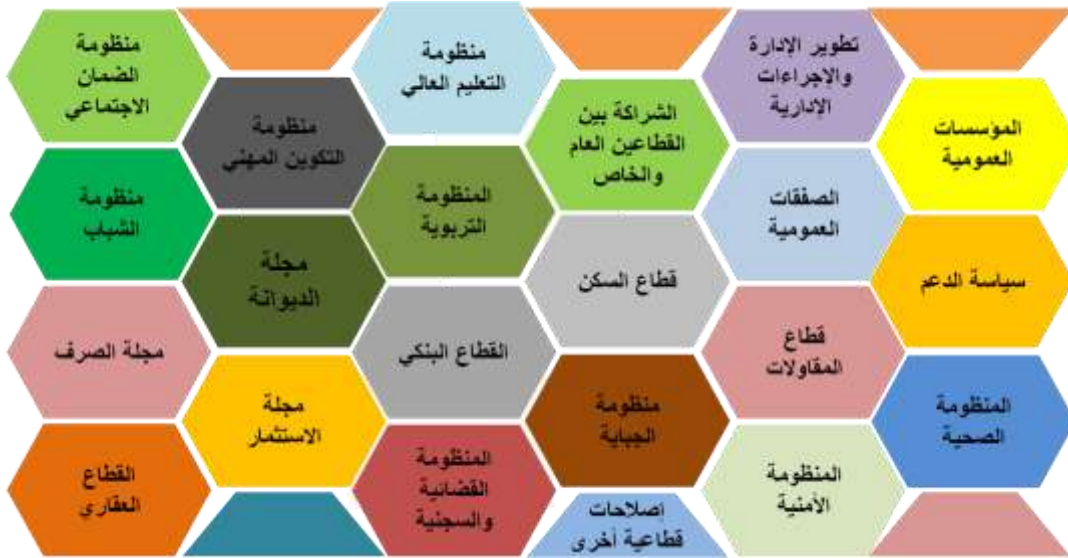 تطوير الإدارة
والإجراءات
الإدارية
منظومة
التعليم العالي
منظومة
الضمان
الاجتماعي
المؤسسات
العمومية
الشراكة بين
القطاعين العام
والخاص
منظومة
التكوين المهني
الصفقات
العمومية
المنظومة
التربوية
منظومة
الشباب
سياسة الدعم
قطاع السكن
مجلة
الديوانة
قطاع
المقاولات
القطاع البنكي
مجلة الصرف
المنظومة
الصحية
منظومة
الجباية
مجلة
الاستثمار
المنظومة
الأمنية
المنظومة
القضائية
والسجنية
القطاع
العقاري
إصلاحات
قطاعية أخرى